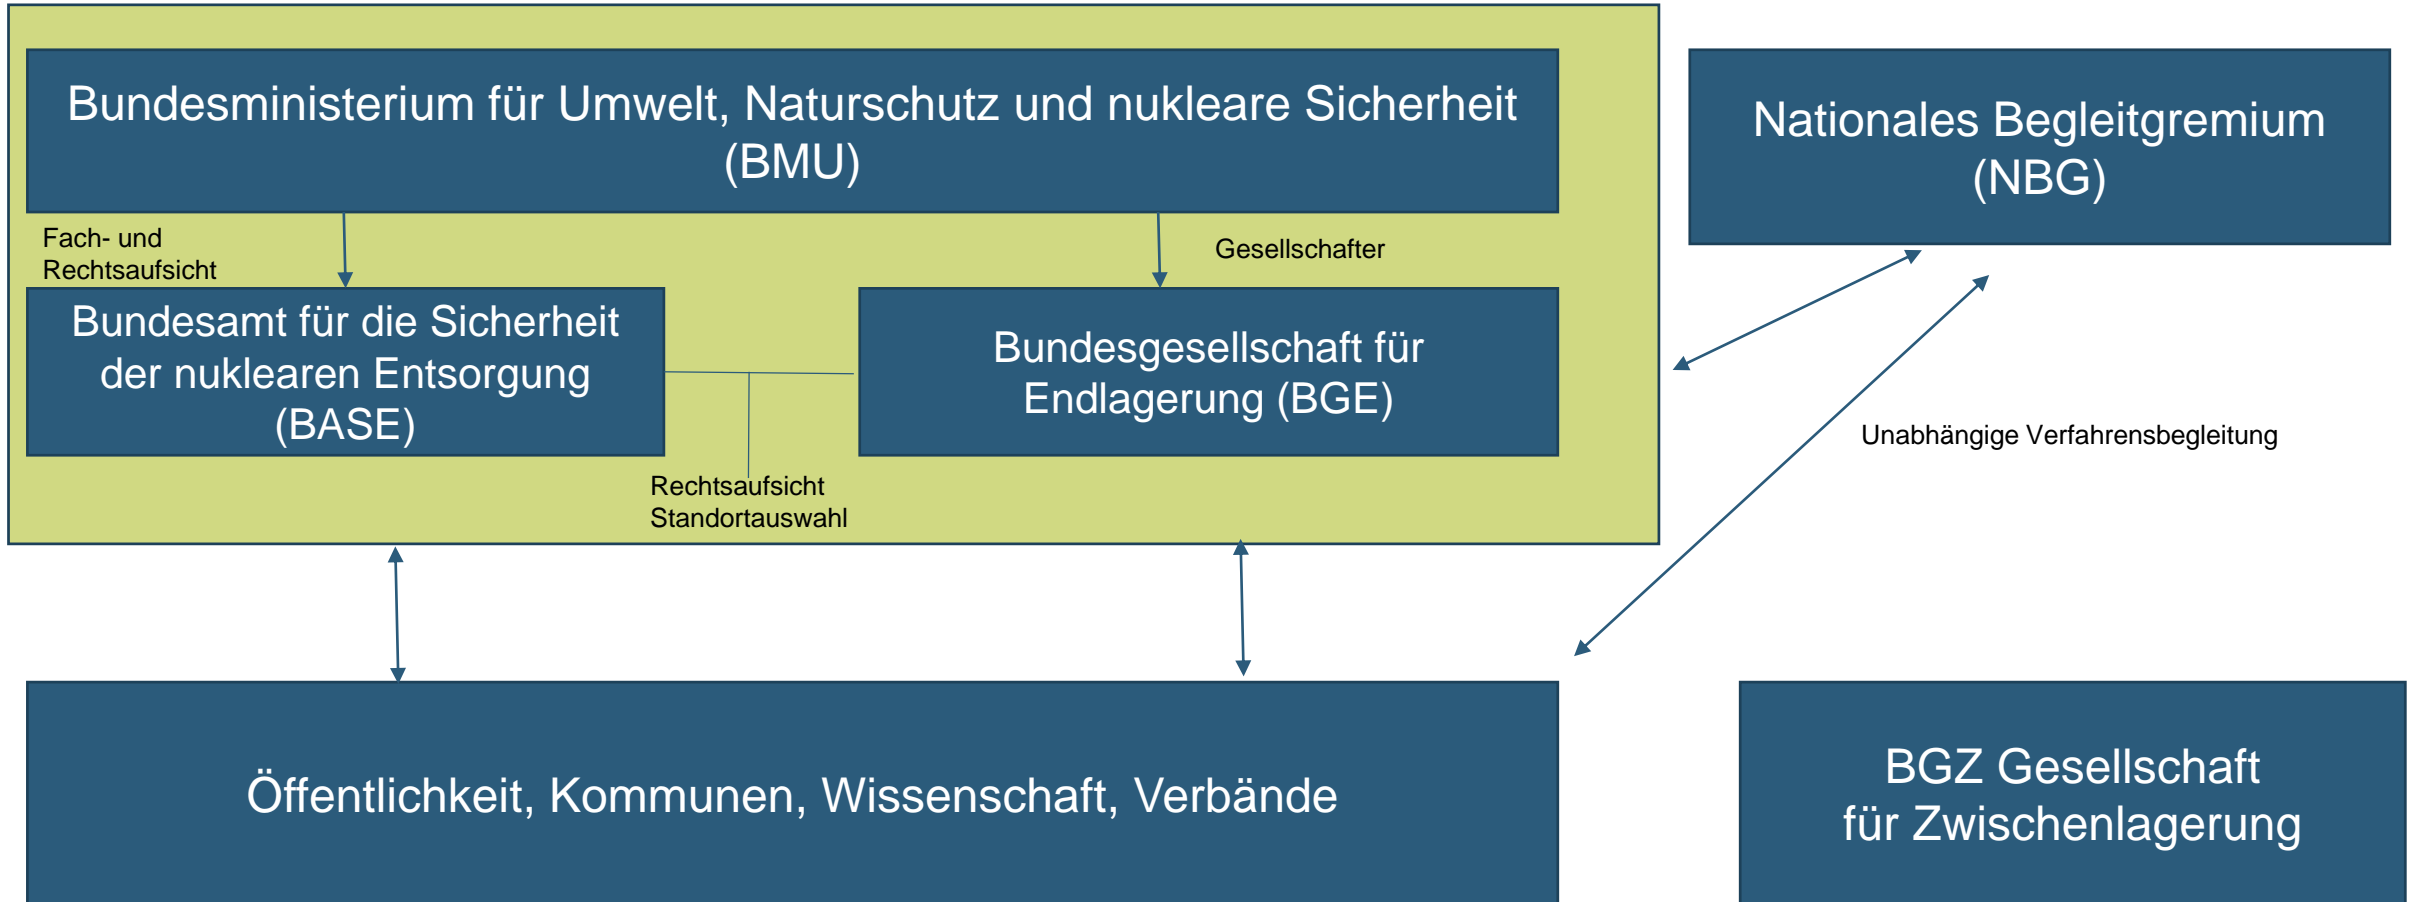 Bundesministerium für Umwelt, Naturschutz und nukleare Sicherheit
(BMU)
Nationales Begleitgremium
(NBG)
Fach- und
Rechtsaufsicht
Gesellschafter
Bundesamt für die Sicherheit
der nuklearen Entsorgung
(BASE)
Bundesgesellschaft für
Endlagerung (BGE)
Unabhängige Verfahrensbegleitung
Rechtsaufsicht
Standortauswahl
Öffentlichkeit, Kommunen, Wissenschaft, Verbände
BGZ Gesellschaft
für Zwischenlagerung